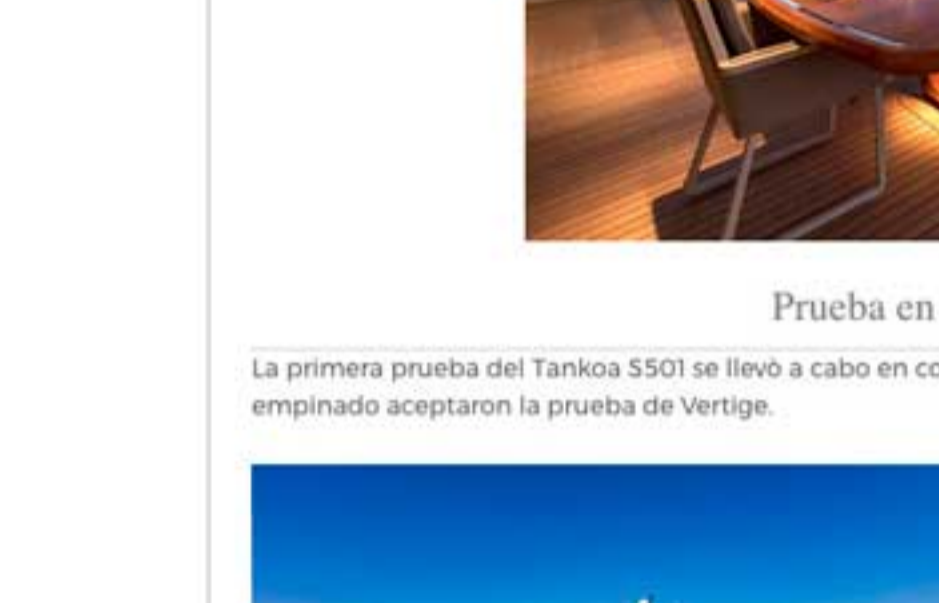 Prueba en
La primera prueba del Tankoa S501 se llevò a cabo en co
empinado aceptaron la prueba de Vertige.